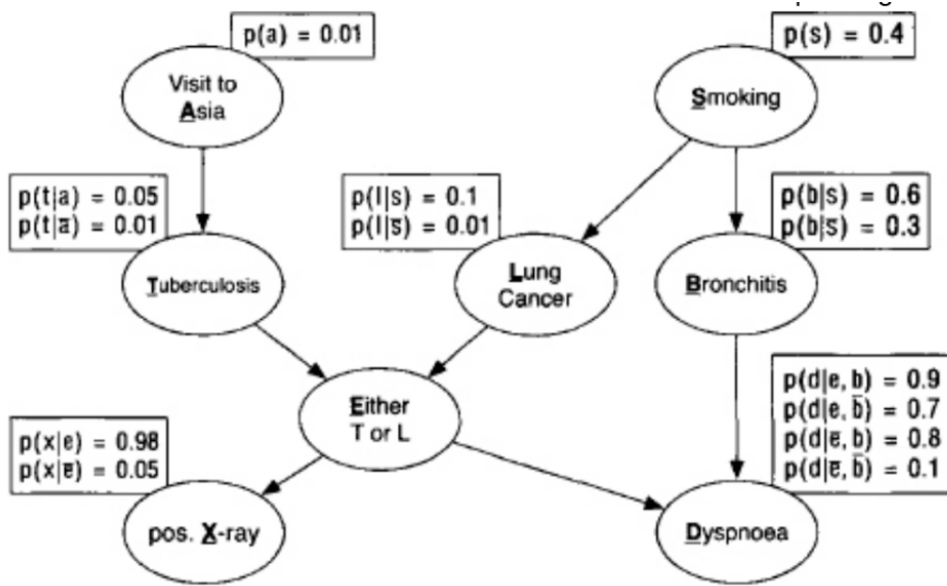 p(a) = 0.01
p(s) = 0.4
Visit to
Asia
Smoking
p(t|a) = 0.05
p(t|a̅) = 0.01
p(l|s) = 0.1
p(l|s̅) = 0.01
p(b|s) = 0.6
p(b|s̅) = 0.3
Tuberculosis
Lung
Cancer
Bronchitis
Either
T or L
p(d|e, b) = 0.9
p(d|e, b̅) = 0.7
p(d|e̅, b) = 0.8
p(d|e̅, b̅) = 0.1
p(x|e) = 0.98
p(x|e̅) = 0.05
pos. X-ray
Dyspnoea